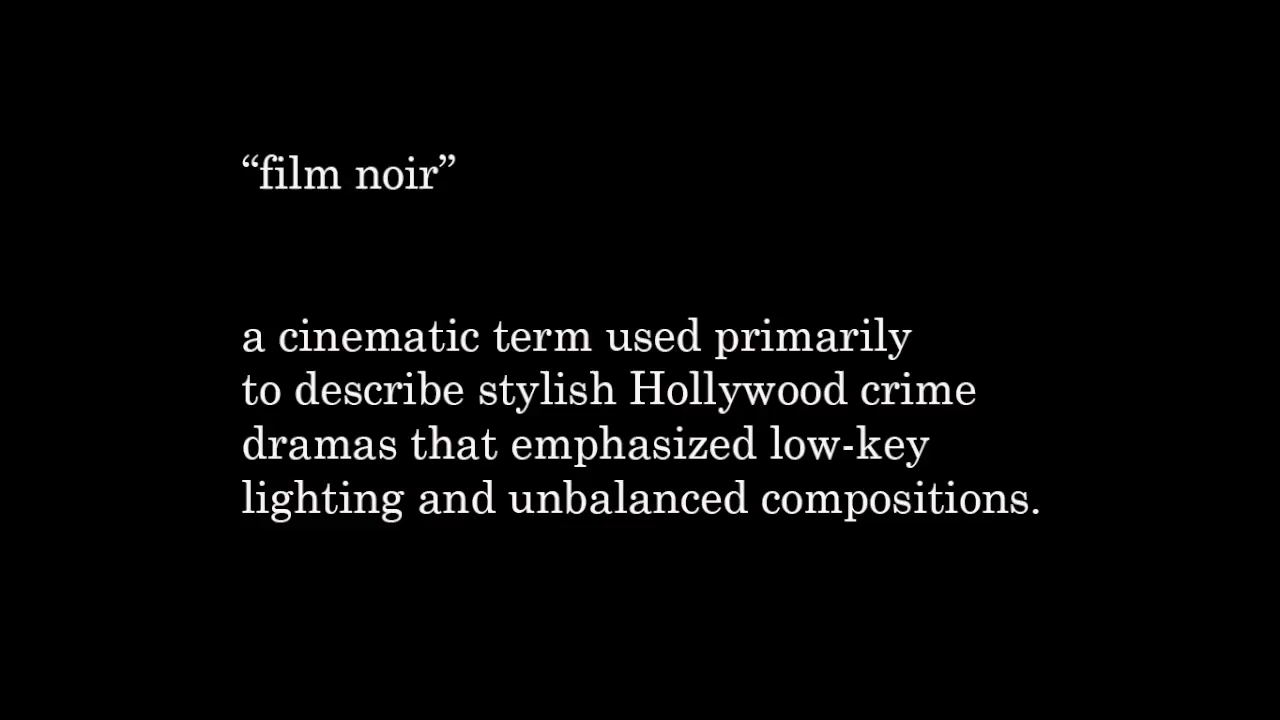 “film noir”
a cinematic term used primarily
to describe stylish Hollywood crime
dramas that emphasized low-key
lighting and unbalanced compositions.